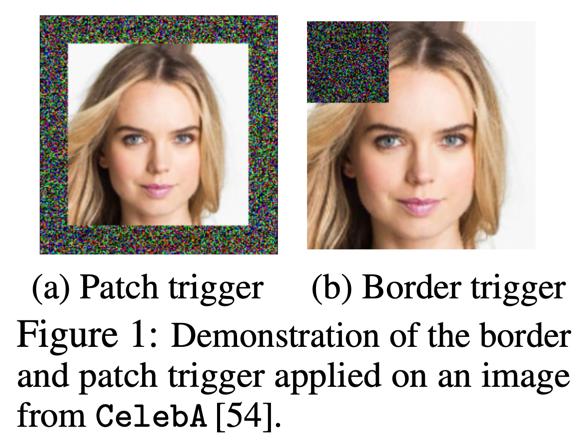 (a) Patch trigger (b) Border trigger
Figure 1: Demonstration of the border
and patch trigger applied on an image
from CelebA [54].